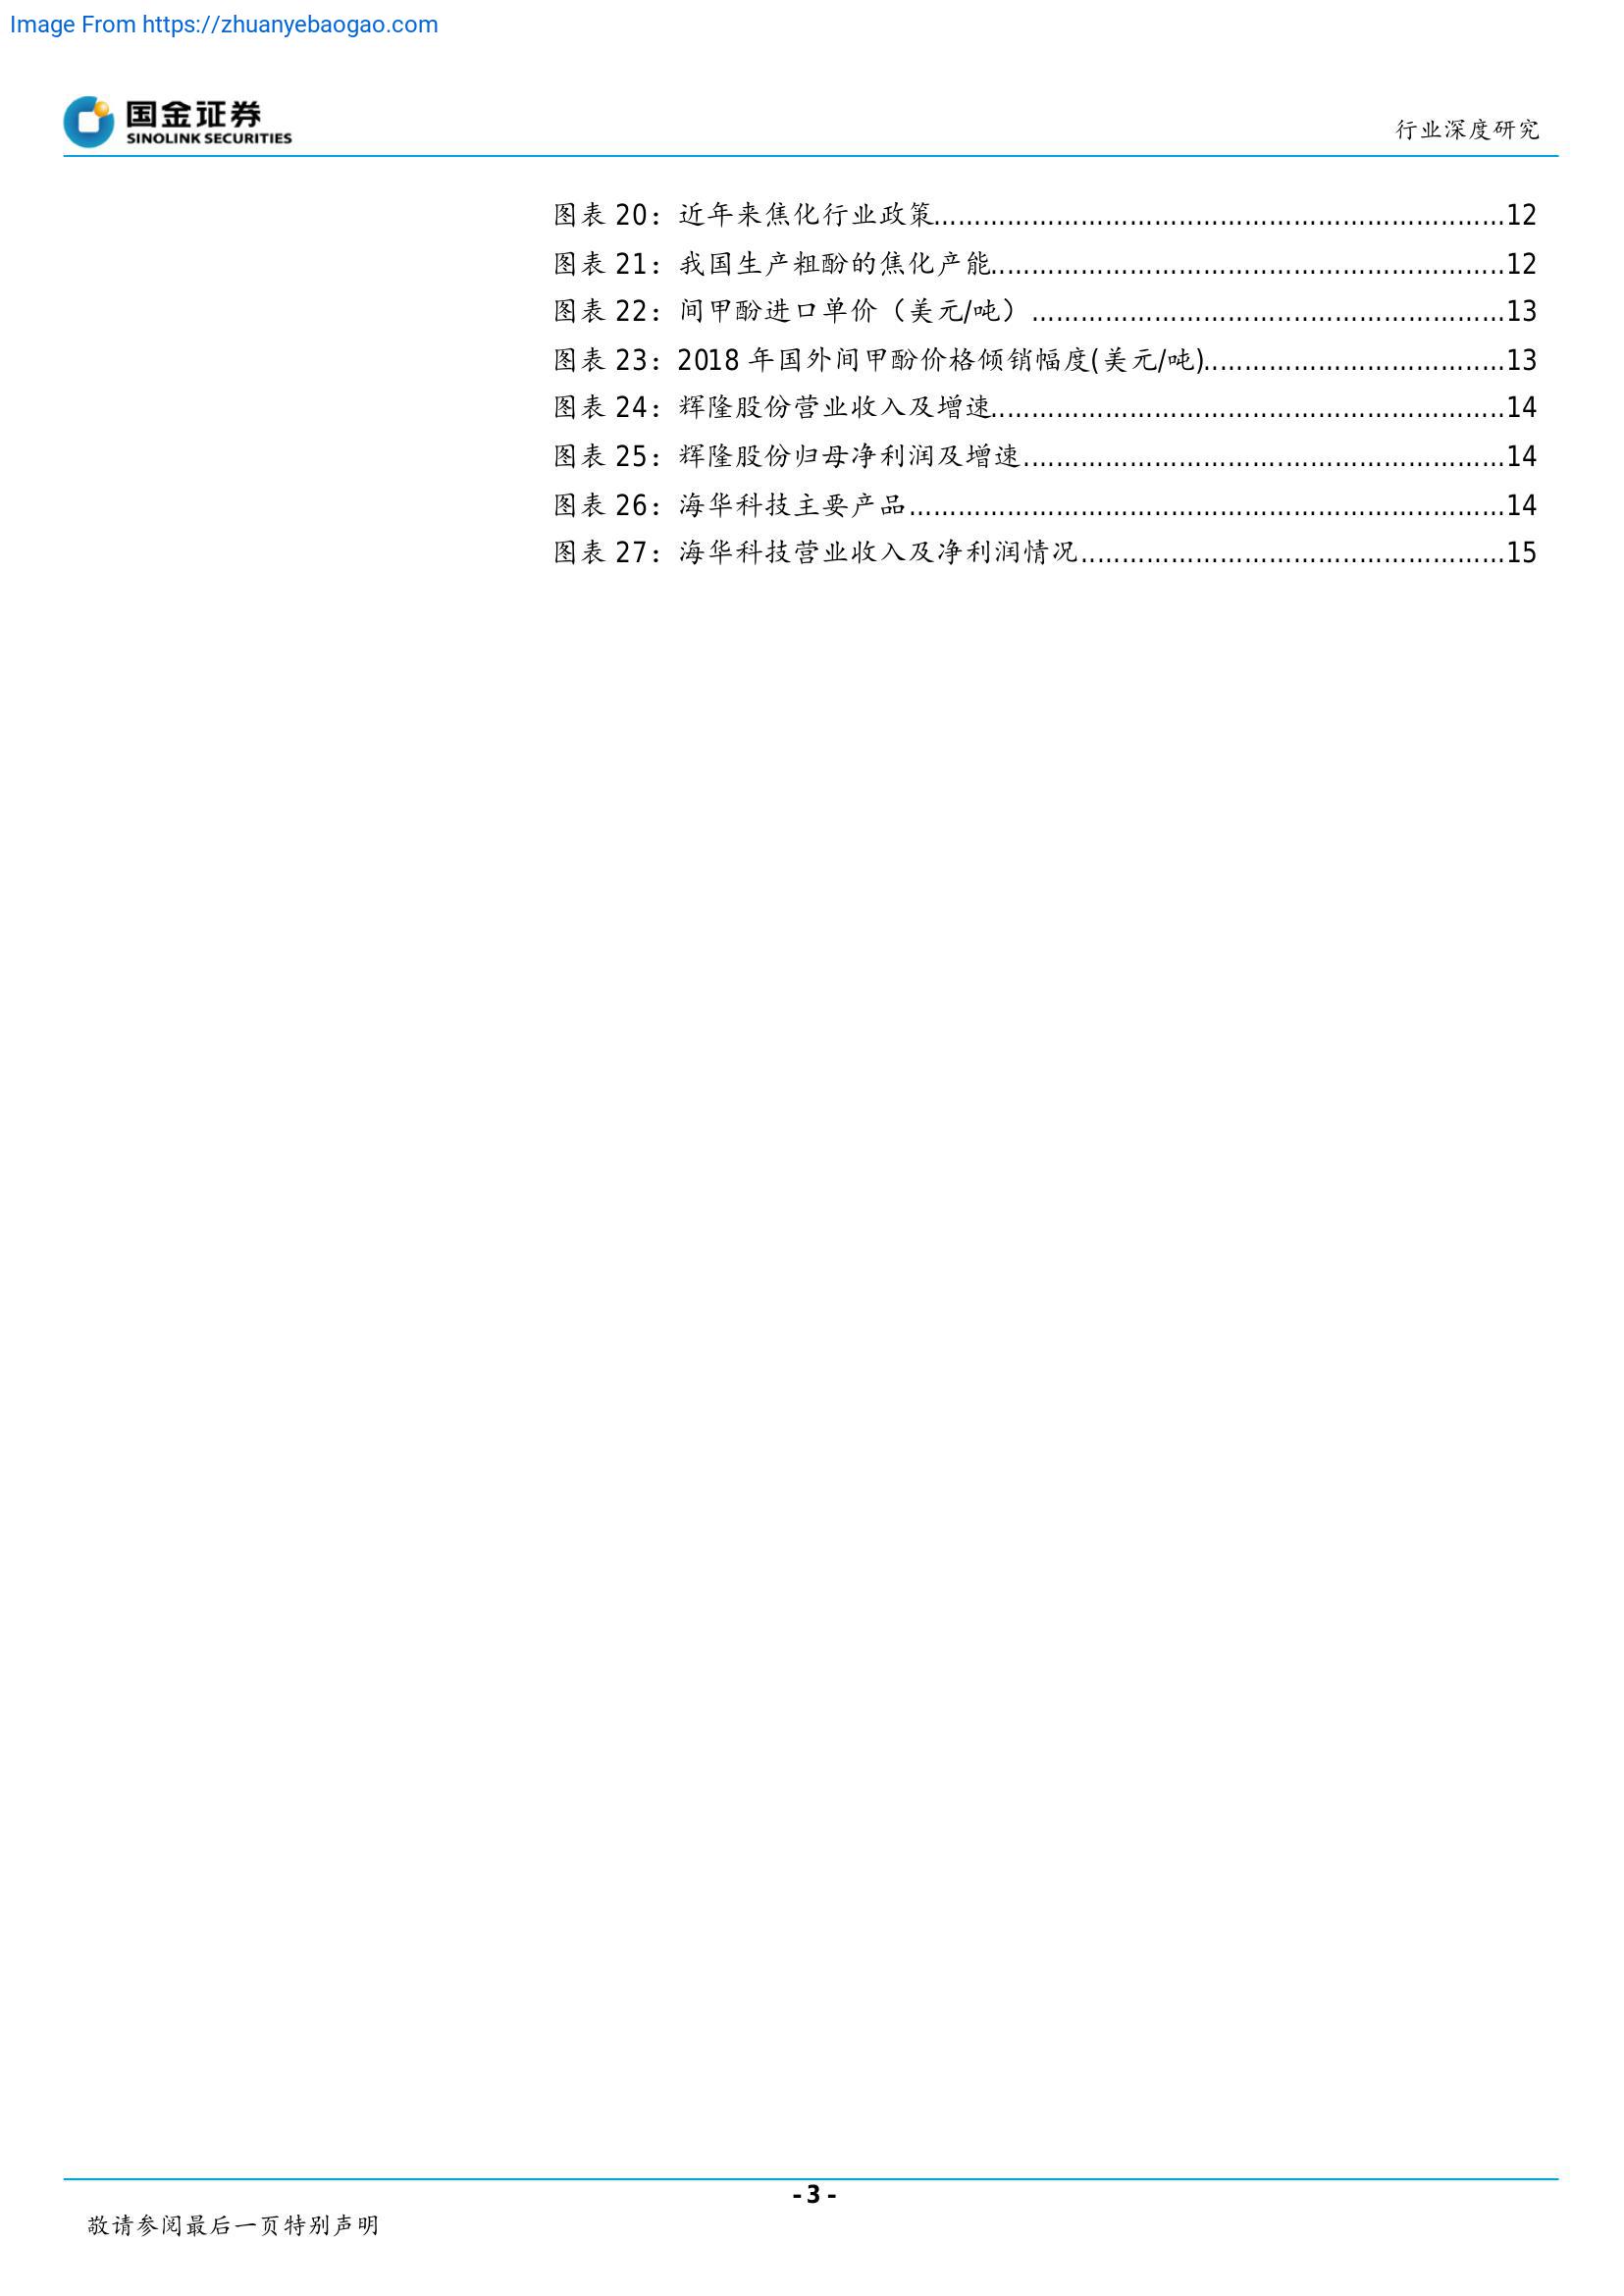 Image From https://zhuanyebaogao.com
国金证券
SINOLINK SECURITIES
行业深度研究
图表 20：近年来焦化行业政策......................................................................12
图表 21：我国生产粗酚的焦化产能...............................................................12
图表 22：间甲酚进口单价（美元/吨）..........................................................13
图表 23：2018 年国外间甲酚价格倾销幅度(美元/吨).....................................13
图表 24：辉隆股份营业收入及增速...............................................................14
图表 25：辉隆股份归母净利润及增速...........................................................14
图表 26：海华科技主要产品.........................................................................14
图表 27：海华科技营业收入及净利润情况....................................................15
- 3 -
敬请参阅最后一页特别声明